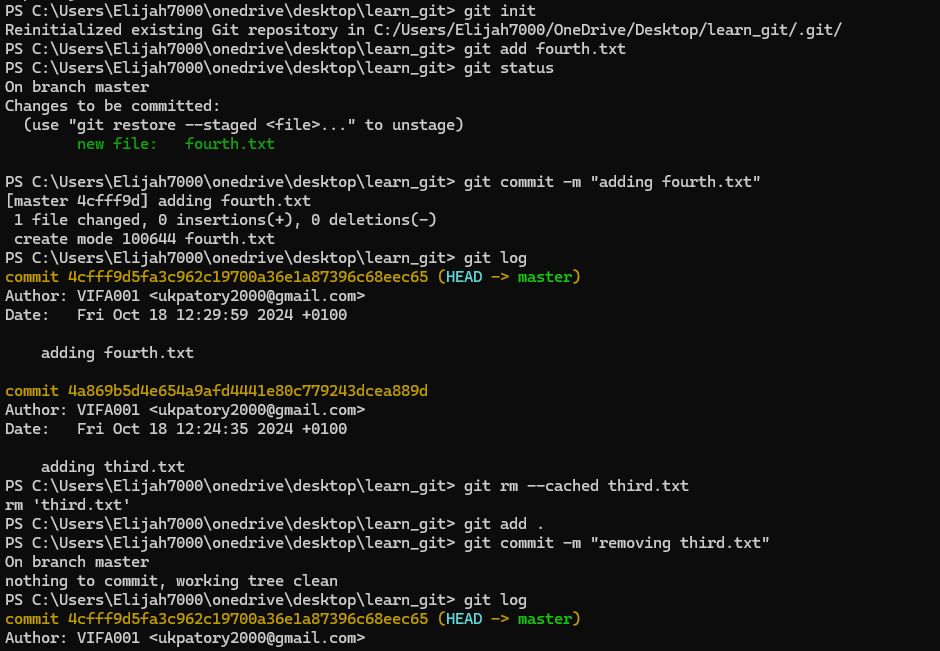 PS C:\Users\Elijah7000\onedrive\desktop\learn_git> git init
Reinitialized existing Git repository in C:/Users/Elijah7000/OneDrive/Desktop/learn_git/.git/
PS C:\Users\Elijah7000\onedrive\desktop\learn_git> git add fourth.txt
PS C:\Users\Elijah7000\onedrive\desktop\learn_git> git status
On branch master
Changes to be committed:
  (use "git restore --staged <file>..." to unstage)
        new file:   fourth.txt

PS C:\Users\Elijah7000\onedrive\desktop\learn_git> git commit -m "adding fourth.txt"
[master 4cfff9d] adding fourth.txt
 1 file changed, 0 insertions(+), 0 deletions(-)
 create mode 100644 fourth.txt
PS C:\Users\Elijah7000\onedrive\desktop\learn_git> git log
commit 4cfff9d5fa3c962c19700a36e1a87396c68eec65 (HEAD -> master)
Author: VIFA001 <ukpatory2000@gmail.com>
Date:   Fri Oct 18 12:29:59 2024 +0100

    adding fourth.txt

commit 4a869b5d4e654a9afd4441e80c779243dcea889d
Author: VIFA001 <ukpatory2000@gmail.com>
Date:   Fri Oct 18 12:24:35 2024 +0100

    adding third.txt
PS C:\Users\Elijah7000\onedrive\desktop\learn_git> git rm --cached third.txt
rm 'third.txt'
PS C:\Users\Elijah7000\onedrive\desktop\learn_git> git add .
PS C:\Users\Elijah7000\onedrive\desktop\learn_git> git commit -m "removing third.txt"
On branch master
nothing to commit, working tree clean
PS C:\Users\Elijah7000\onedrive\desktop\learn_git> git log
commit 4cfff9d5fa3c962c19700a36e1a87396c68eec65 (HEAD -> master)
Author: VIFA001 <ukpatory2000@gmail.com>